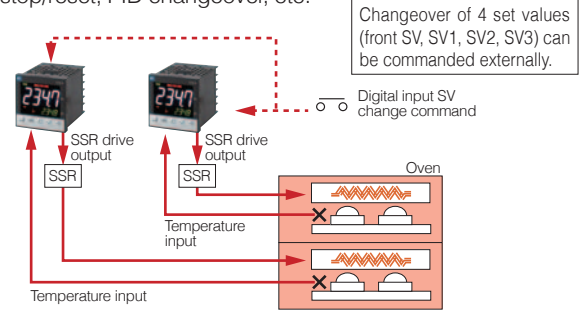 stop/reset, PID changeover, etc.
Changeover of 4 set values
(front SV, SV1, SV2, SV3) can
be commanded externally.
2347
2347
Digital input SV
change command
SSR drive
output
SSR drive
output
SSR
SSR
Oven
Temperature
input
Temperature input